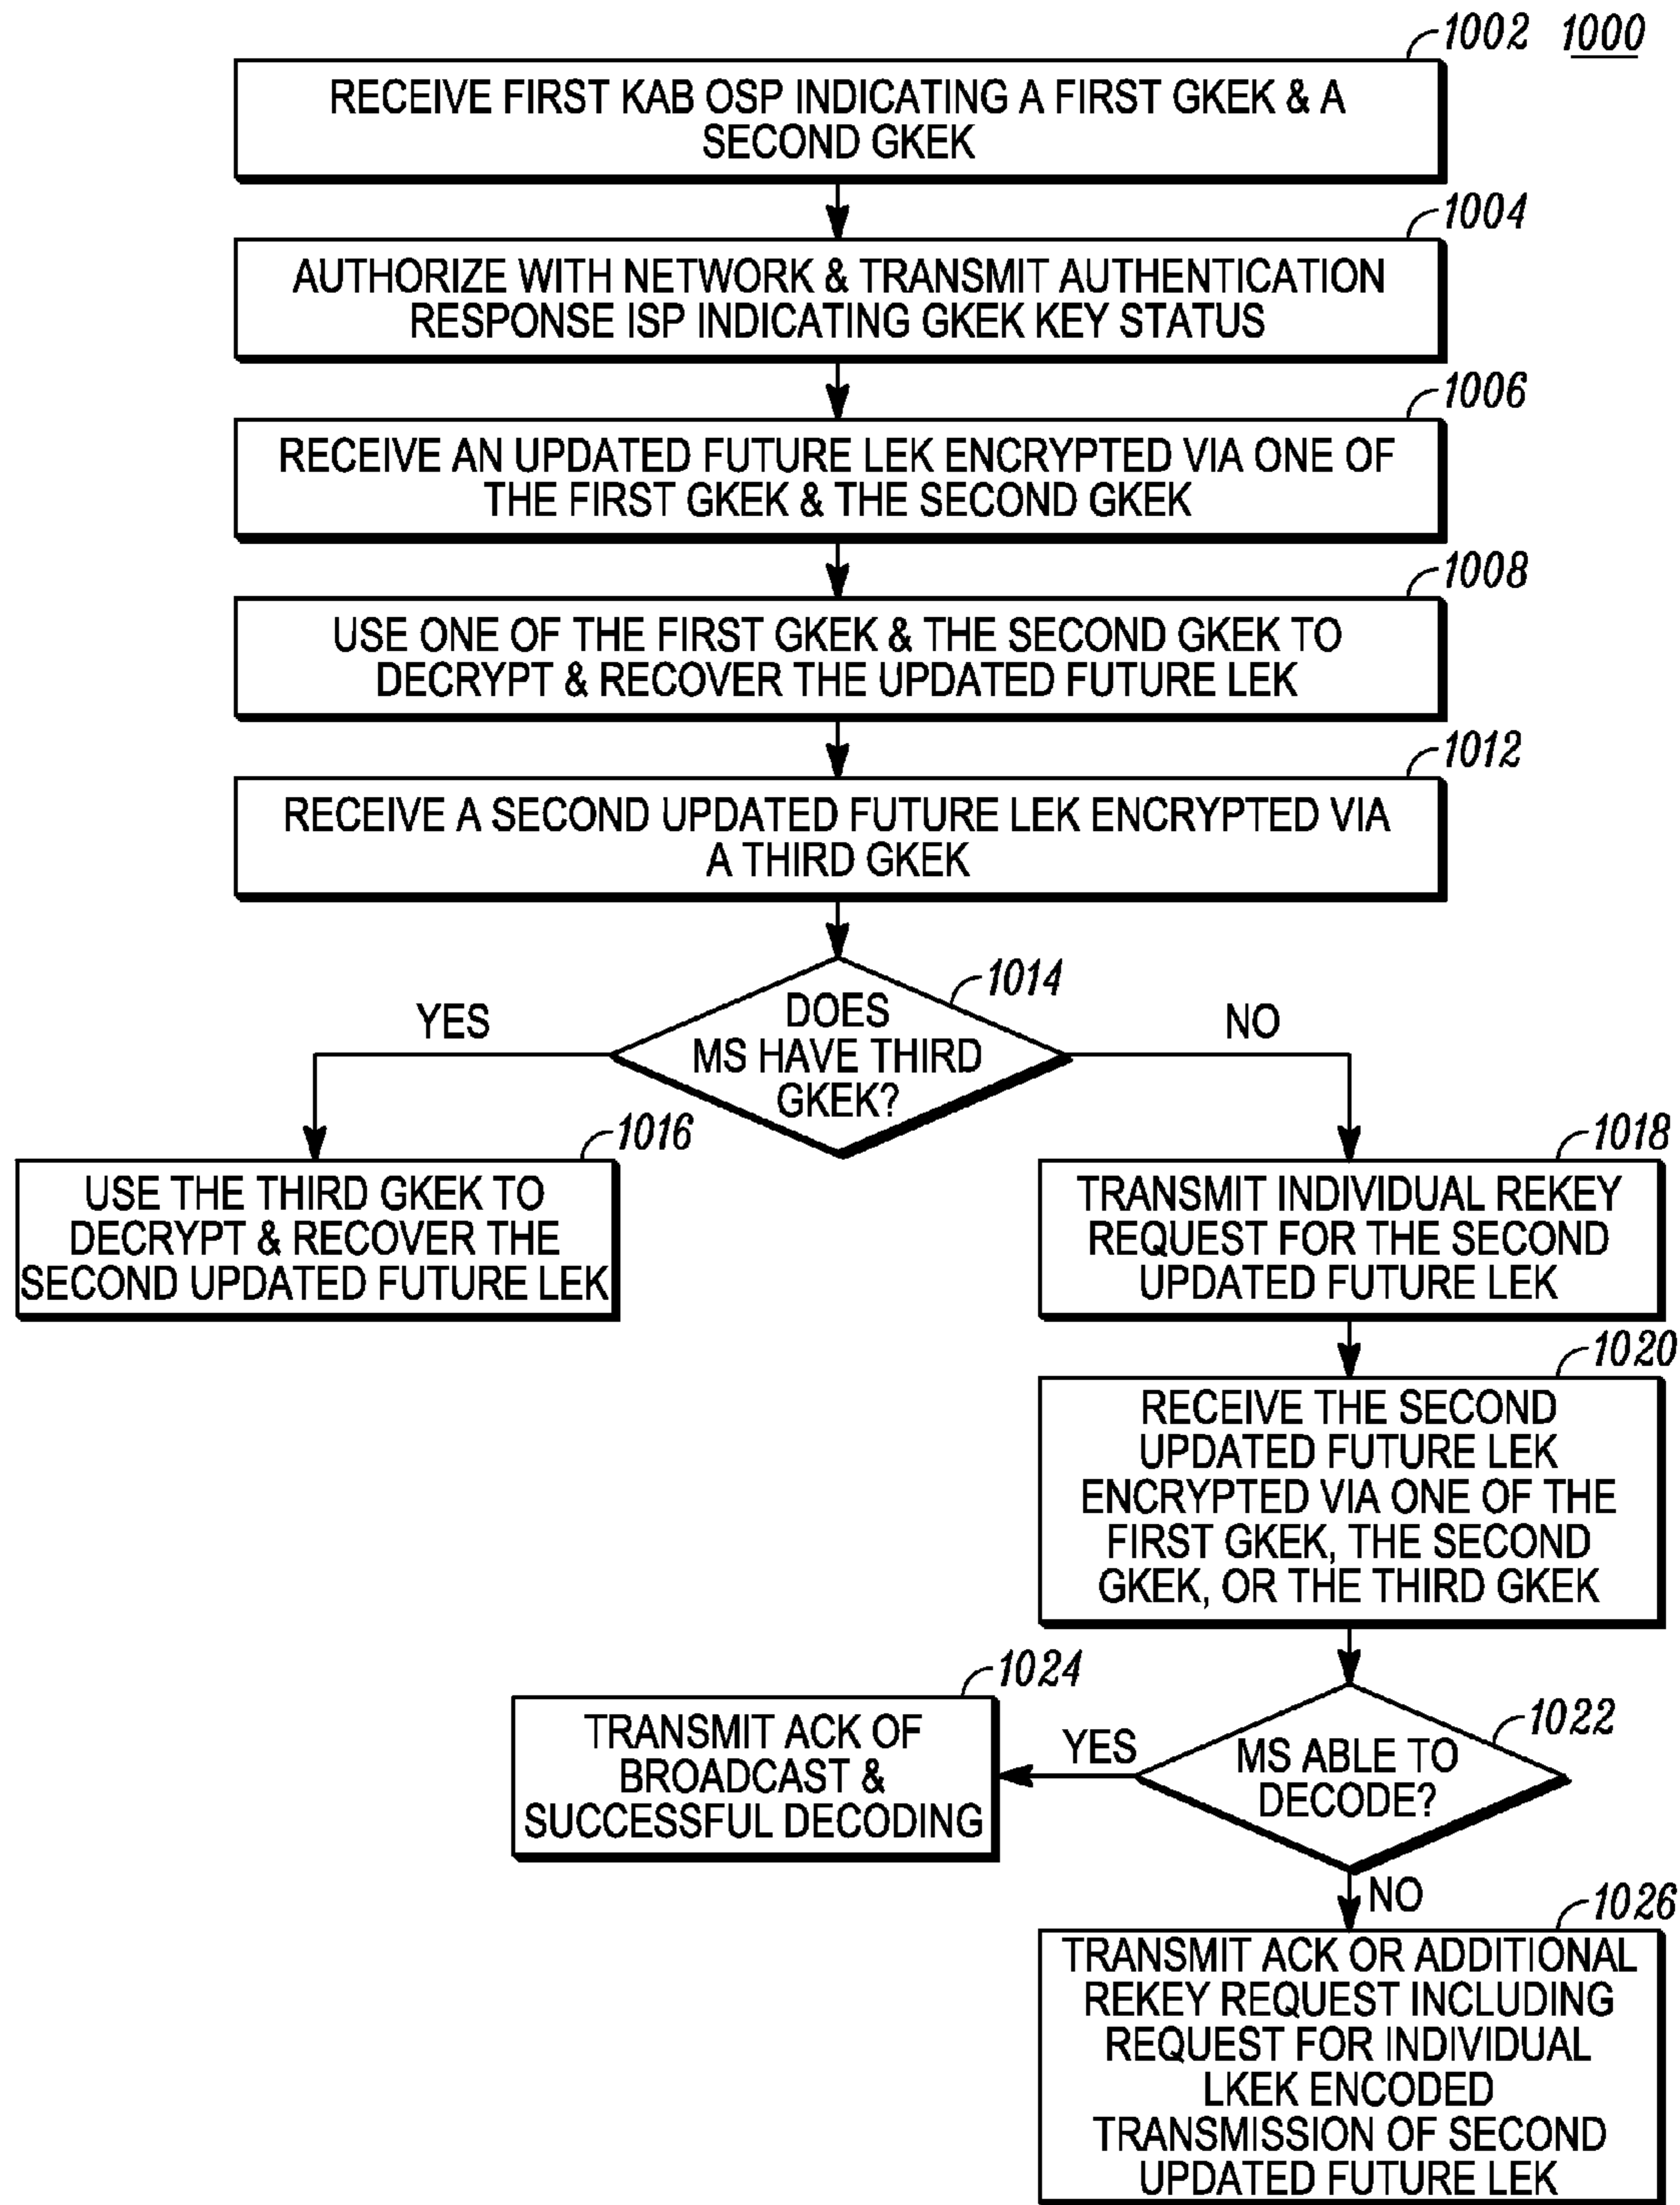 1002
1000
RECEIVE FIRST KAB OSP INDICATING A FIRST GKEK & A
SECOND GKEK
1004
AUTHORIZE WITH NETWORK & TRANSMIT AUTHENTICATION
RESPONSE ISP INDICATING GKEK KEY STATUS
1006
RECEIVE AN UPDATED FUTURE LEK ENCRYPTED VIA ONE OF
THE FIRST GKEK & THE SECOND GKEK
1008
USE ONE OF THE FIRST GKEK & THE SECOND GKEK TO
DECRYPT & RECOVER THE UPDATED FUTURE LEK
1012
RECEIVE A SECOND UPDATED FUTURE LEK ENCRYPTED VIA
A THIRD GKEK
1014
DOES
MS HAVE THIRD
GKEK?
YES
NO
1016
USE THE THIRD GKEK TO
DECRYPT & RECOVER THE
SECOND UPDATED FUTURE LEK
1018
TRANSMIT INDIVIDUAL REKEY
REQUEST FOR THE SECOND
UPDATED FUTURE LEK
1020
RECEIVE THE SECOND
UPDATED FUTURE LEK
ENCRYPTED VIA ONE OF THE
FIRST GKEK, THE SECOND
GKEK, OR THE THIRD GKEK
1022
MS ABLE TO
DECODE?
YES
1024
TRANSMIT ACK OF
BROADCAST &
SUCCESSFUL DECODING
NO
1026
TRANSMIT ACK OR ADDITIONAL
REKEY REQUEST INCLUDING
REQUEST FOR INDIVIDUAL
LKEK ENCODED
TRANSMISSION OF SECOND
UPDATED FUTURE LEK